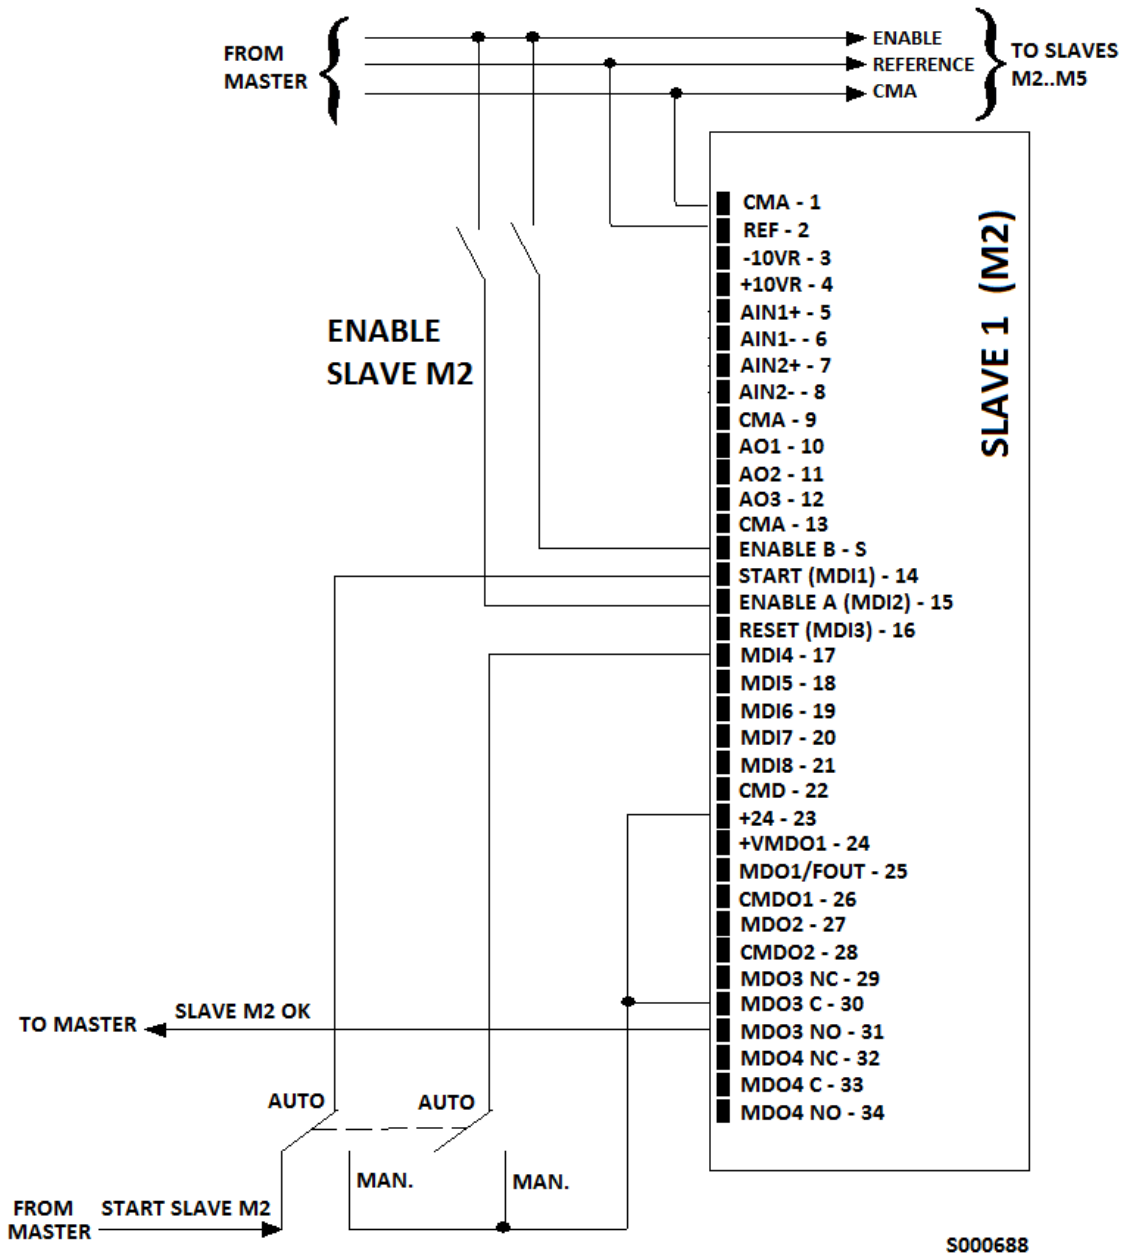 FROM
MASTER
ENABLE
REFERENCE
CMA
TO SLAVES
M2..M5
ENABLE
SLAVE M2
SLAVE 1 (M2)
CMA - 1
REF - 2
-10VR - 3
+10VR - 4
AIN1+ - 5
AIN1- - 6
AIN2+ - 7
AIN2- - 8
CMA - 9
AO1 - 10
AO2 - 11
AO3 - 12
CMA - 13
ENABLE B - S
START (MDI1) - 14
ENABLE A (MDI2) - 15
RESET (MDI3) - 16
MDI4 - 17
MDI5 - 18
MDI6 - 19
MDI7 - 20
MDI8 - 21
CMD - 22
+24 - 23
+VMDO1 - 24
MDO1/FOUT - 25
CMDO1 - 26
MDO2 - 27
CMDO2 - 28
MDO3 NC - 29
MDO3 C - 30
MDO3 NO - 31
MDO4 NC - 32
MDO4 C - 33
MDO4 NO - 34
TO MASTER
SLAVE M2 OK
AUTO
AUTO
MAN.
MAN.
FROM
MASTER
START SLAVE M2
S000688